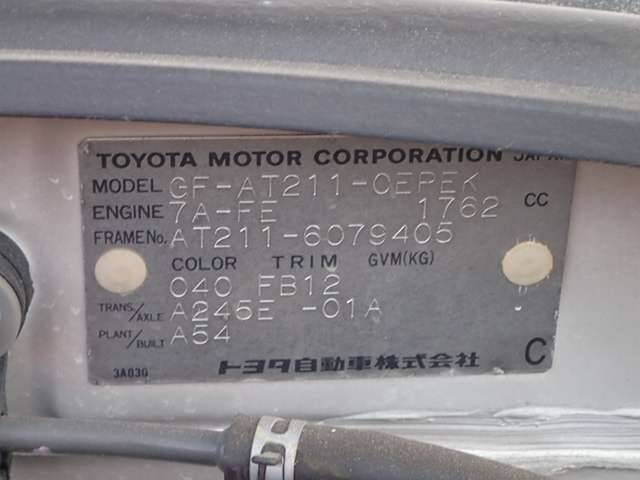 TOYOTA MOTOR CORPORATION JAPAN
MODEL GF-AT211-CEPEK
ENGINE 7A-FE 1762 CC
FRAME No. AT211-6079405
COLOR TRIM GVM(KG)
040 FB12
TRANS/AXLE A245E -01A
PLANT/BUILT A54
トヨタ自動車株式会社 C
3A030